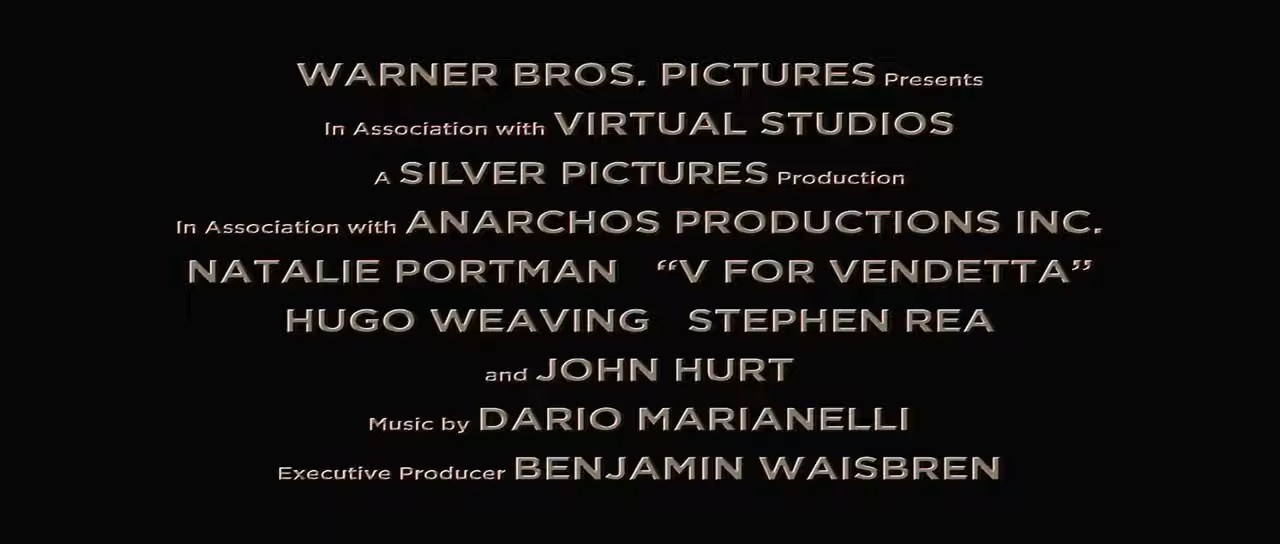 WARNER BROS. PICTURES Presents
In Association with VIRTUAL STUDIOS
A SILVER PICTURES Production
In Association with ANARCHOS PRODUCTIONS INC.
NATALIE PORTMAN “V FOR VENDETTA”
HUGO WEAVING STEPHEN REA
and JOHN HURT
Music by DARIO MARIANELLI
Executive Producer BENJAMIN WAISBREN